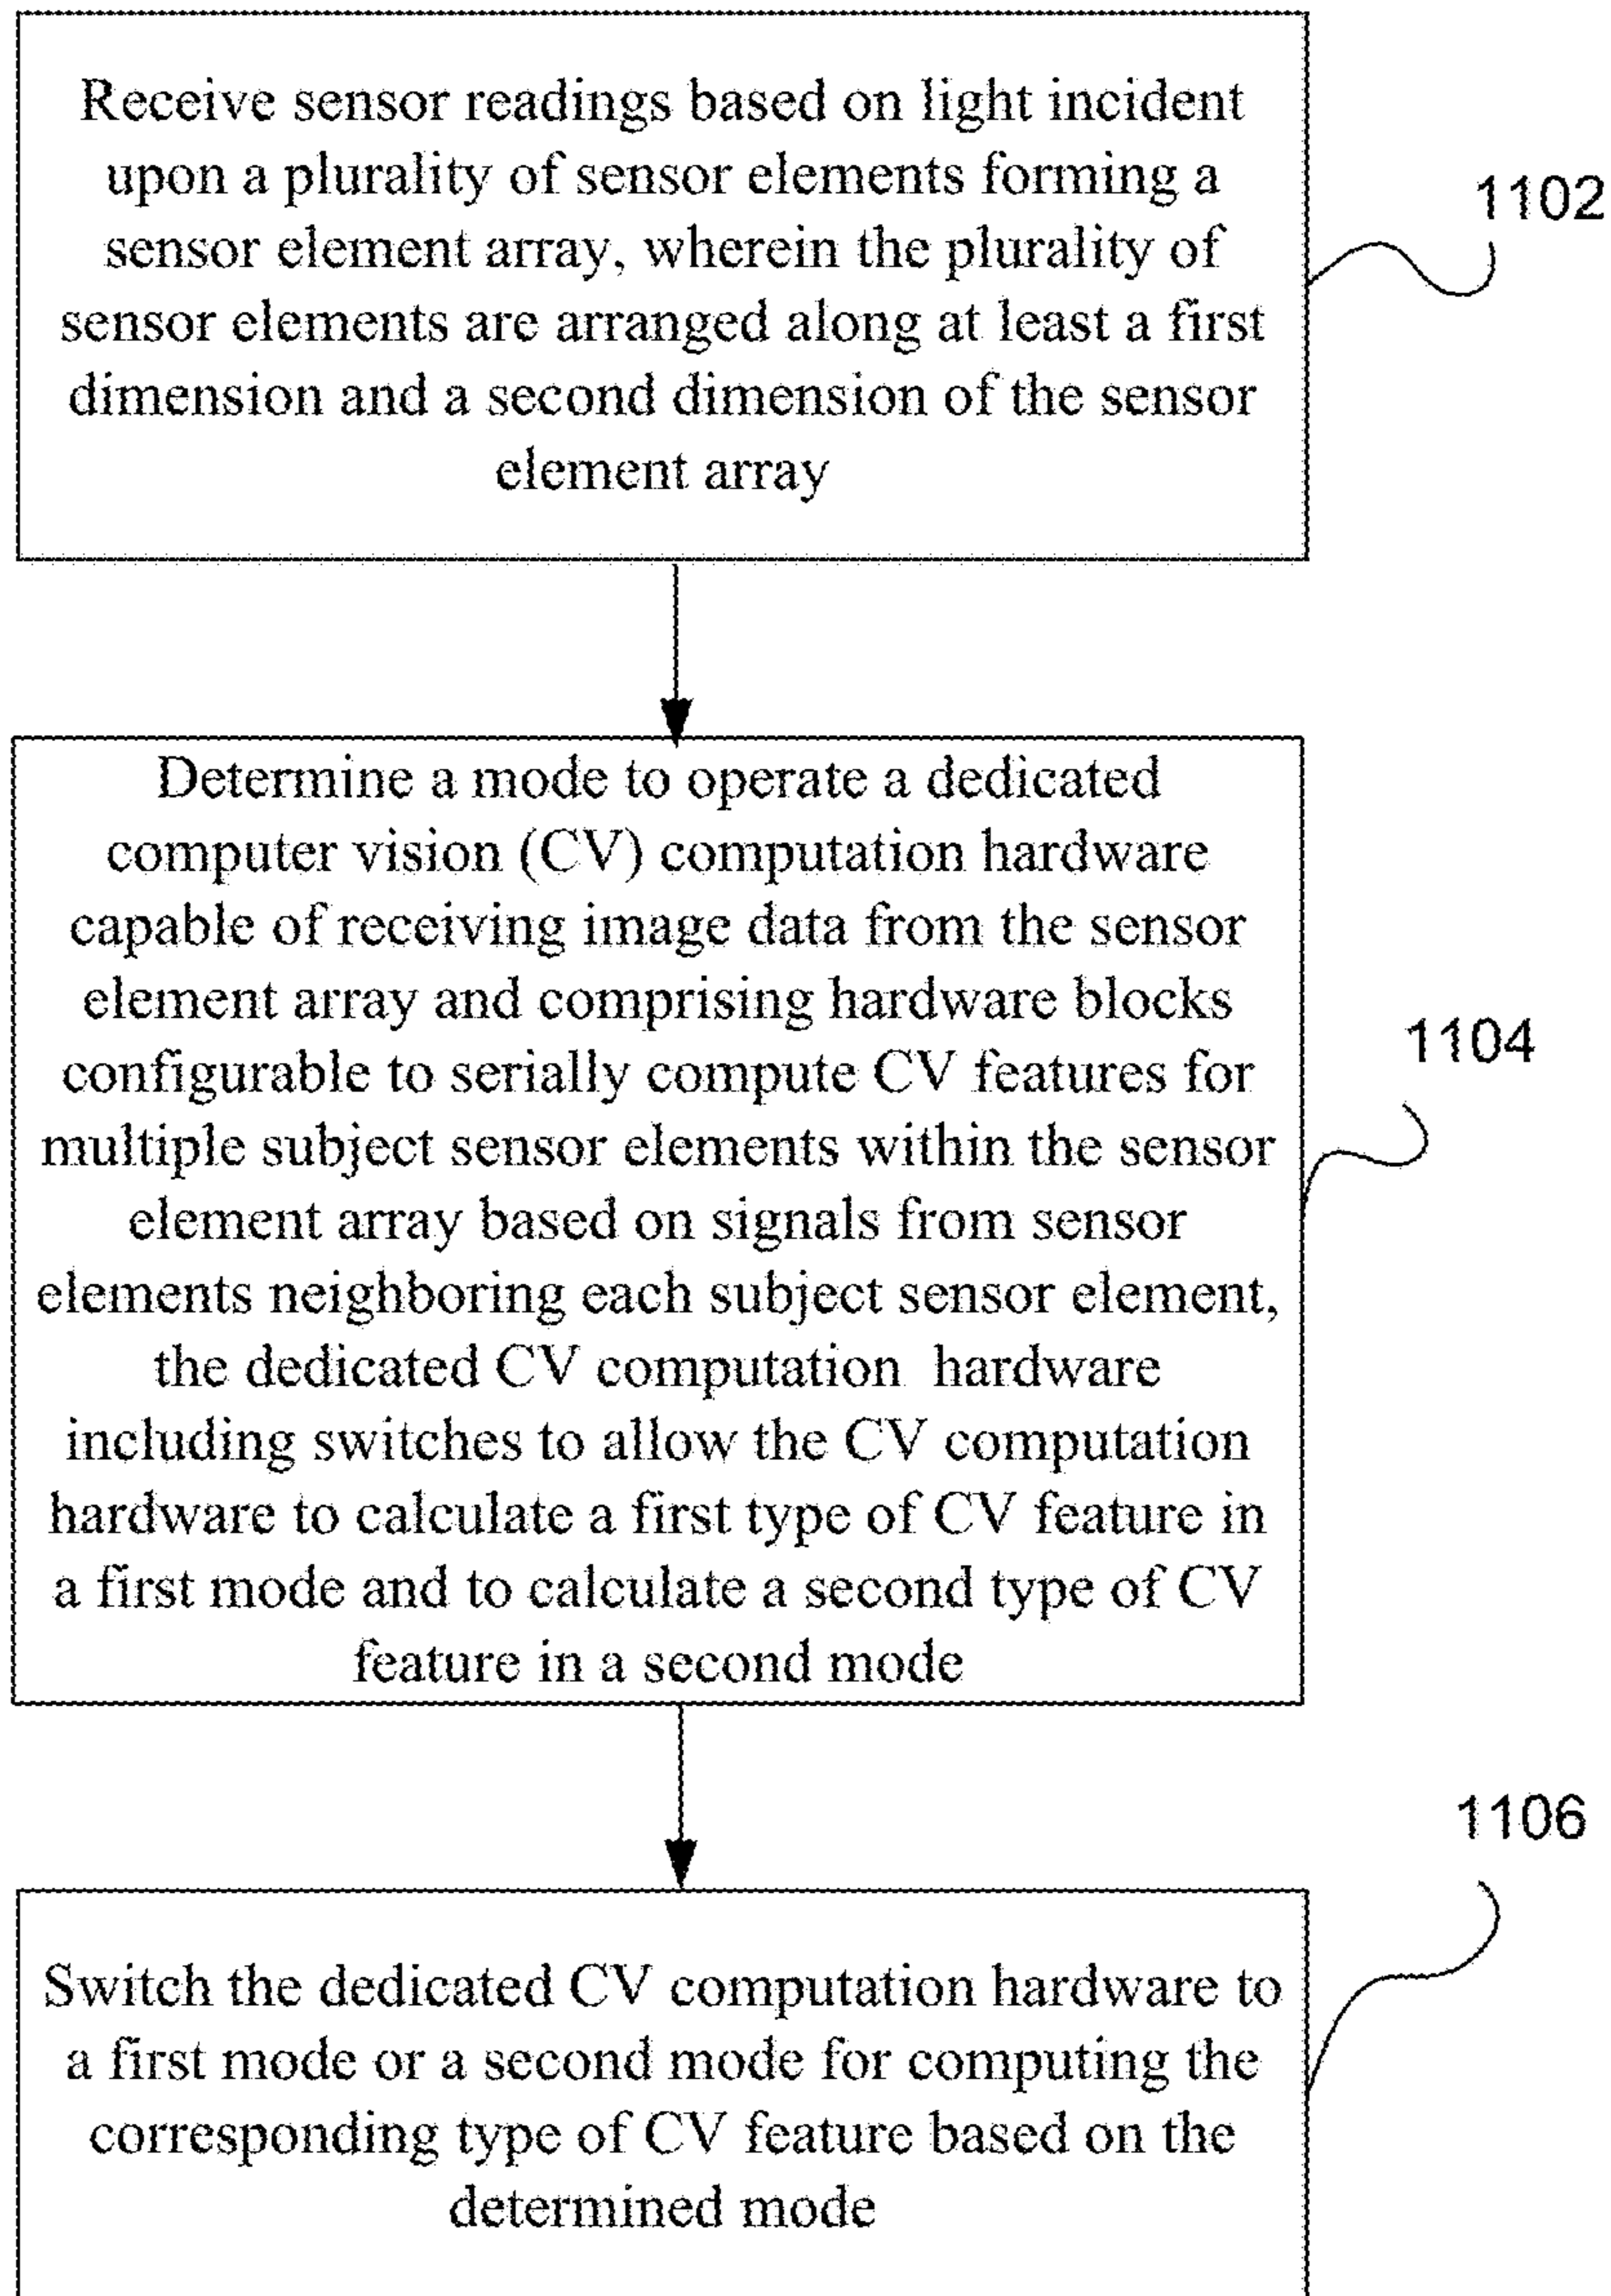 Receive sensor readings based on light incident
upon a plurality of sensor elements forming a
sensor element array, wherein the plurality of
sensor elements are arranged along at least a first
dimension and a second dimension of the sensor
element array
1102
Determine a mode to operate a dedicated
computer vision (CV) computation hardware
capable of receiving image data from the sensor
element array and comprising hardware blocks
configurable to serially compute CV features for
multiple subject sensor elements within the sensor
element array based on signals from sensor
elements neighboring each subject sensor element,
the dedicated CV computation hardware
including switches to allow the CV computation
hardware to calculate a first type of CV feature in
a first mode and to calculate a second type of CV
feature in a second mode
1104
Switch the dedicated CV computation hardware to
a first mode or a second mode for computing the
corresponding type of CV feature based on the
determined mode
1106